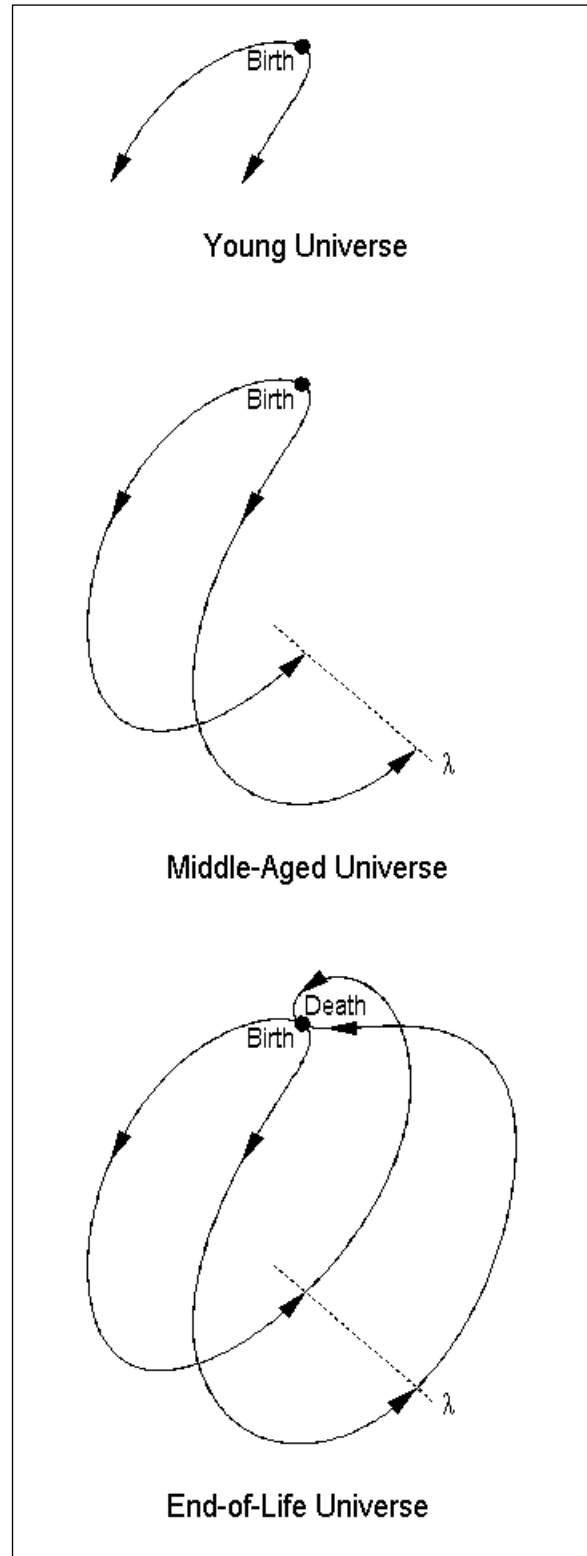 Birth
Young Universe
Birth
λ
Middle-Aged Universe
Death
Birth
λ
End-of-Life Universe